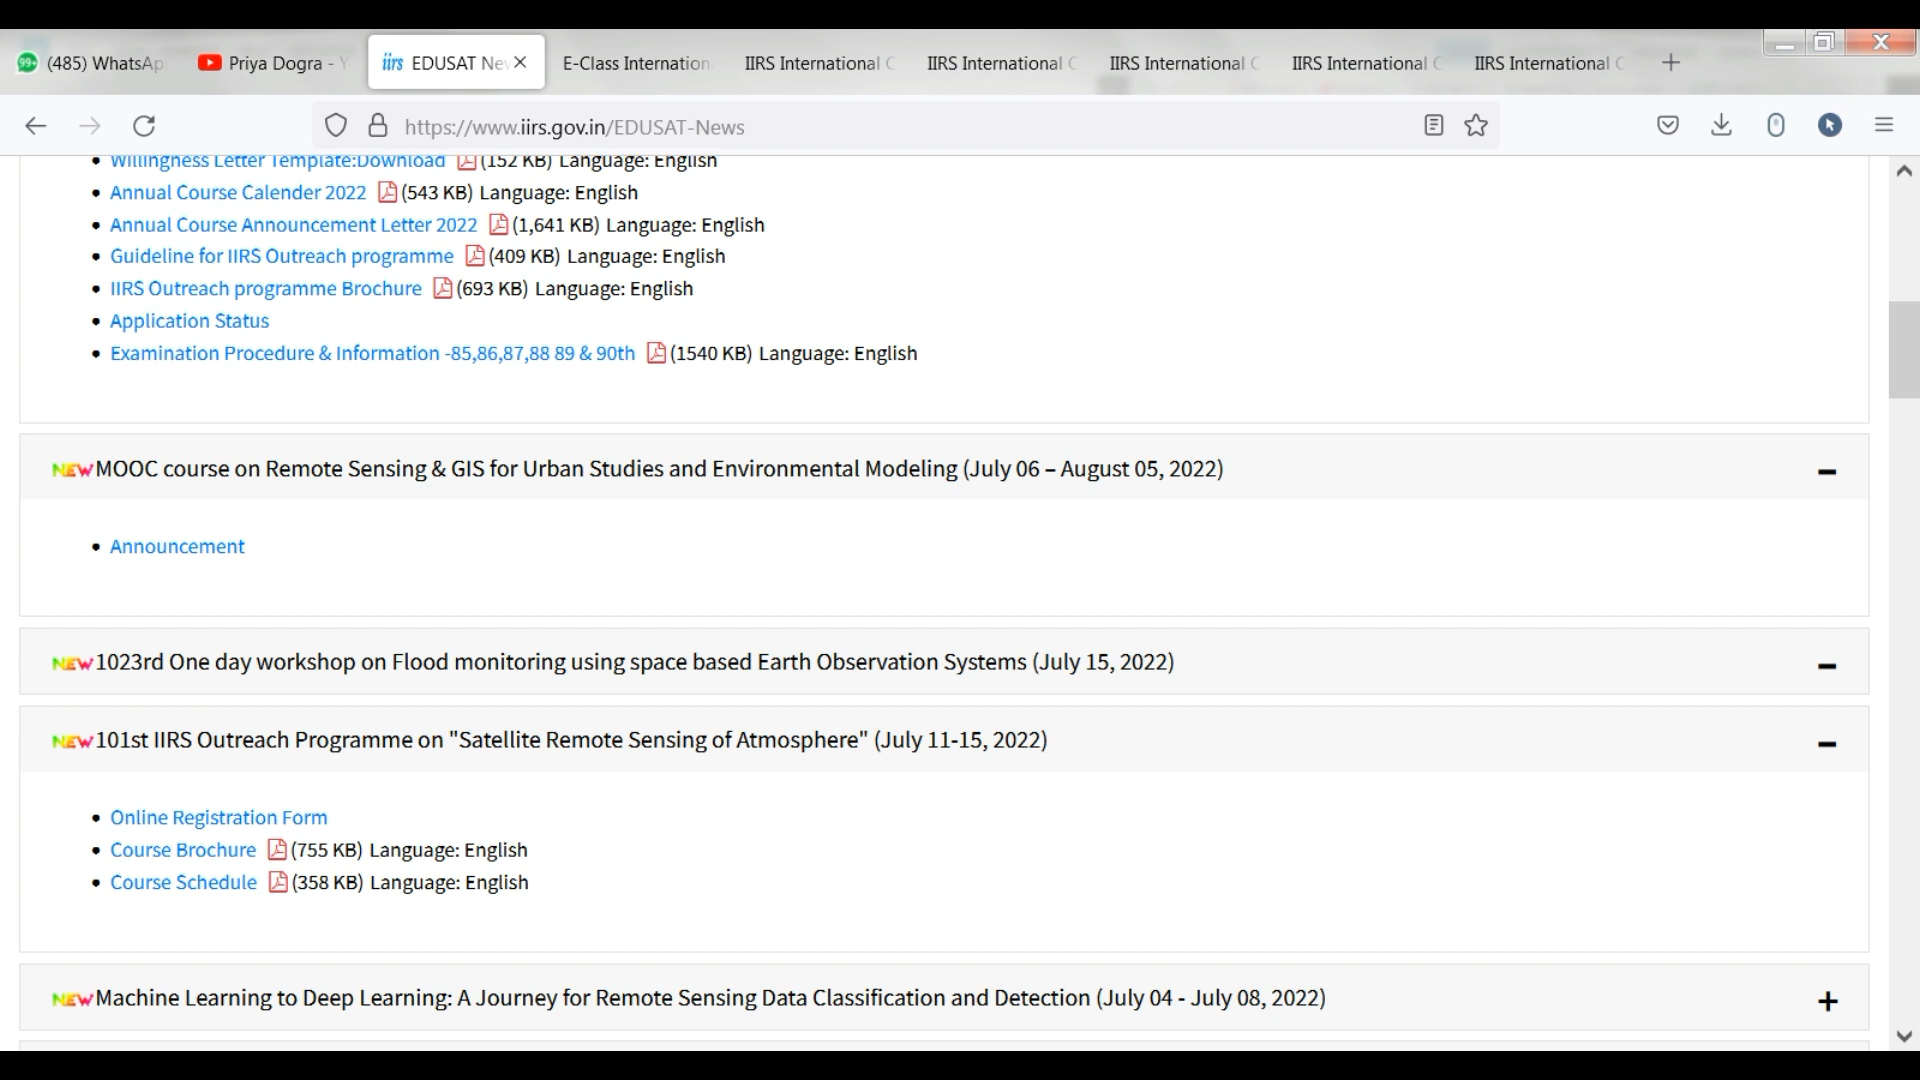 (485) WhatsAp
Priya Dogra - Y
iirs EDUSAT Ne
E-Class Internation
IIRS International C
IIRS International C
IIRS International C
IIRS International C
IIRS International C
https://www.iirs.gov.in/EDUSAT-News
Willingness Letter Template:Download (152 KB) Language: English
Annual Course Calender 2022 (543 KB) Language: English
Annual Course Announcement Letter 2022 (1,641 KB) Language: English
Guideline for IIRS Outreach programme (409 KB) Language: English
IIRS Outreach programme Brochure (693 KB) Language: English
Application Status
Examination Procedure & Information -85,86,87,88 89 & 90th (1540 KB) Language: English
NEW MOOC course on Remote Sensing & GIS for Urban Studies and Environmental Modeling (July 06 – August 05, 2022)
Announcement
NEW 1023rd One day workshop on Flood monitoring using space based Earth Observation Systems (July 15, 2022)
NEW 101st IIRS Outreach Programme on "Satellite Remote Sensing of Atmosphere" (July 11-15, 2022)
Online Registration Form
Course Brochure (755 KB) Language: English
Course Schedule (358 KB) Language: English
NEW Machine Learning to Deep Learning: A Journey for Remote Sensing Data Classification and Detection (July 04 - July 08, 2022)